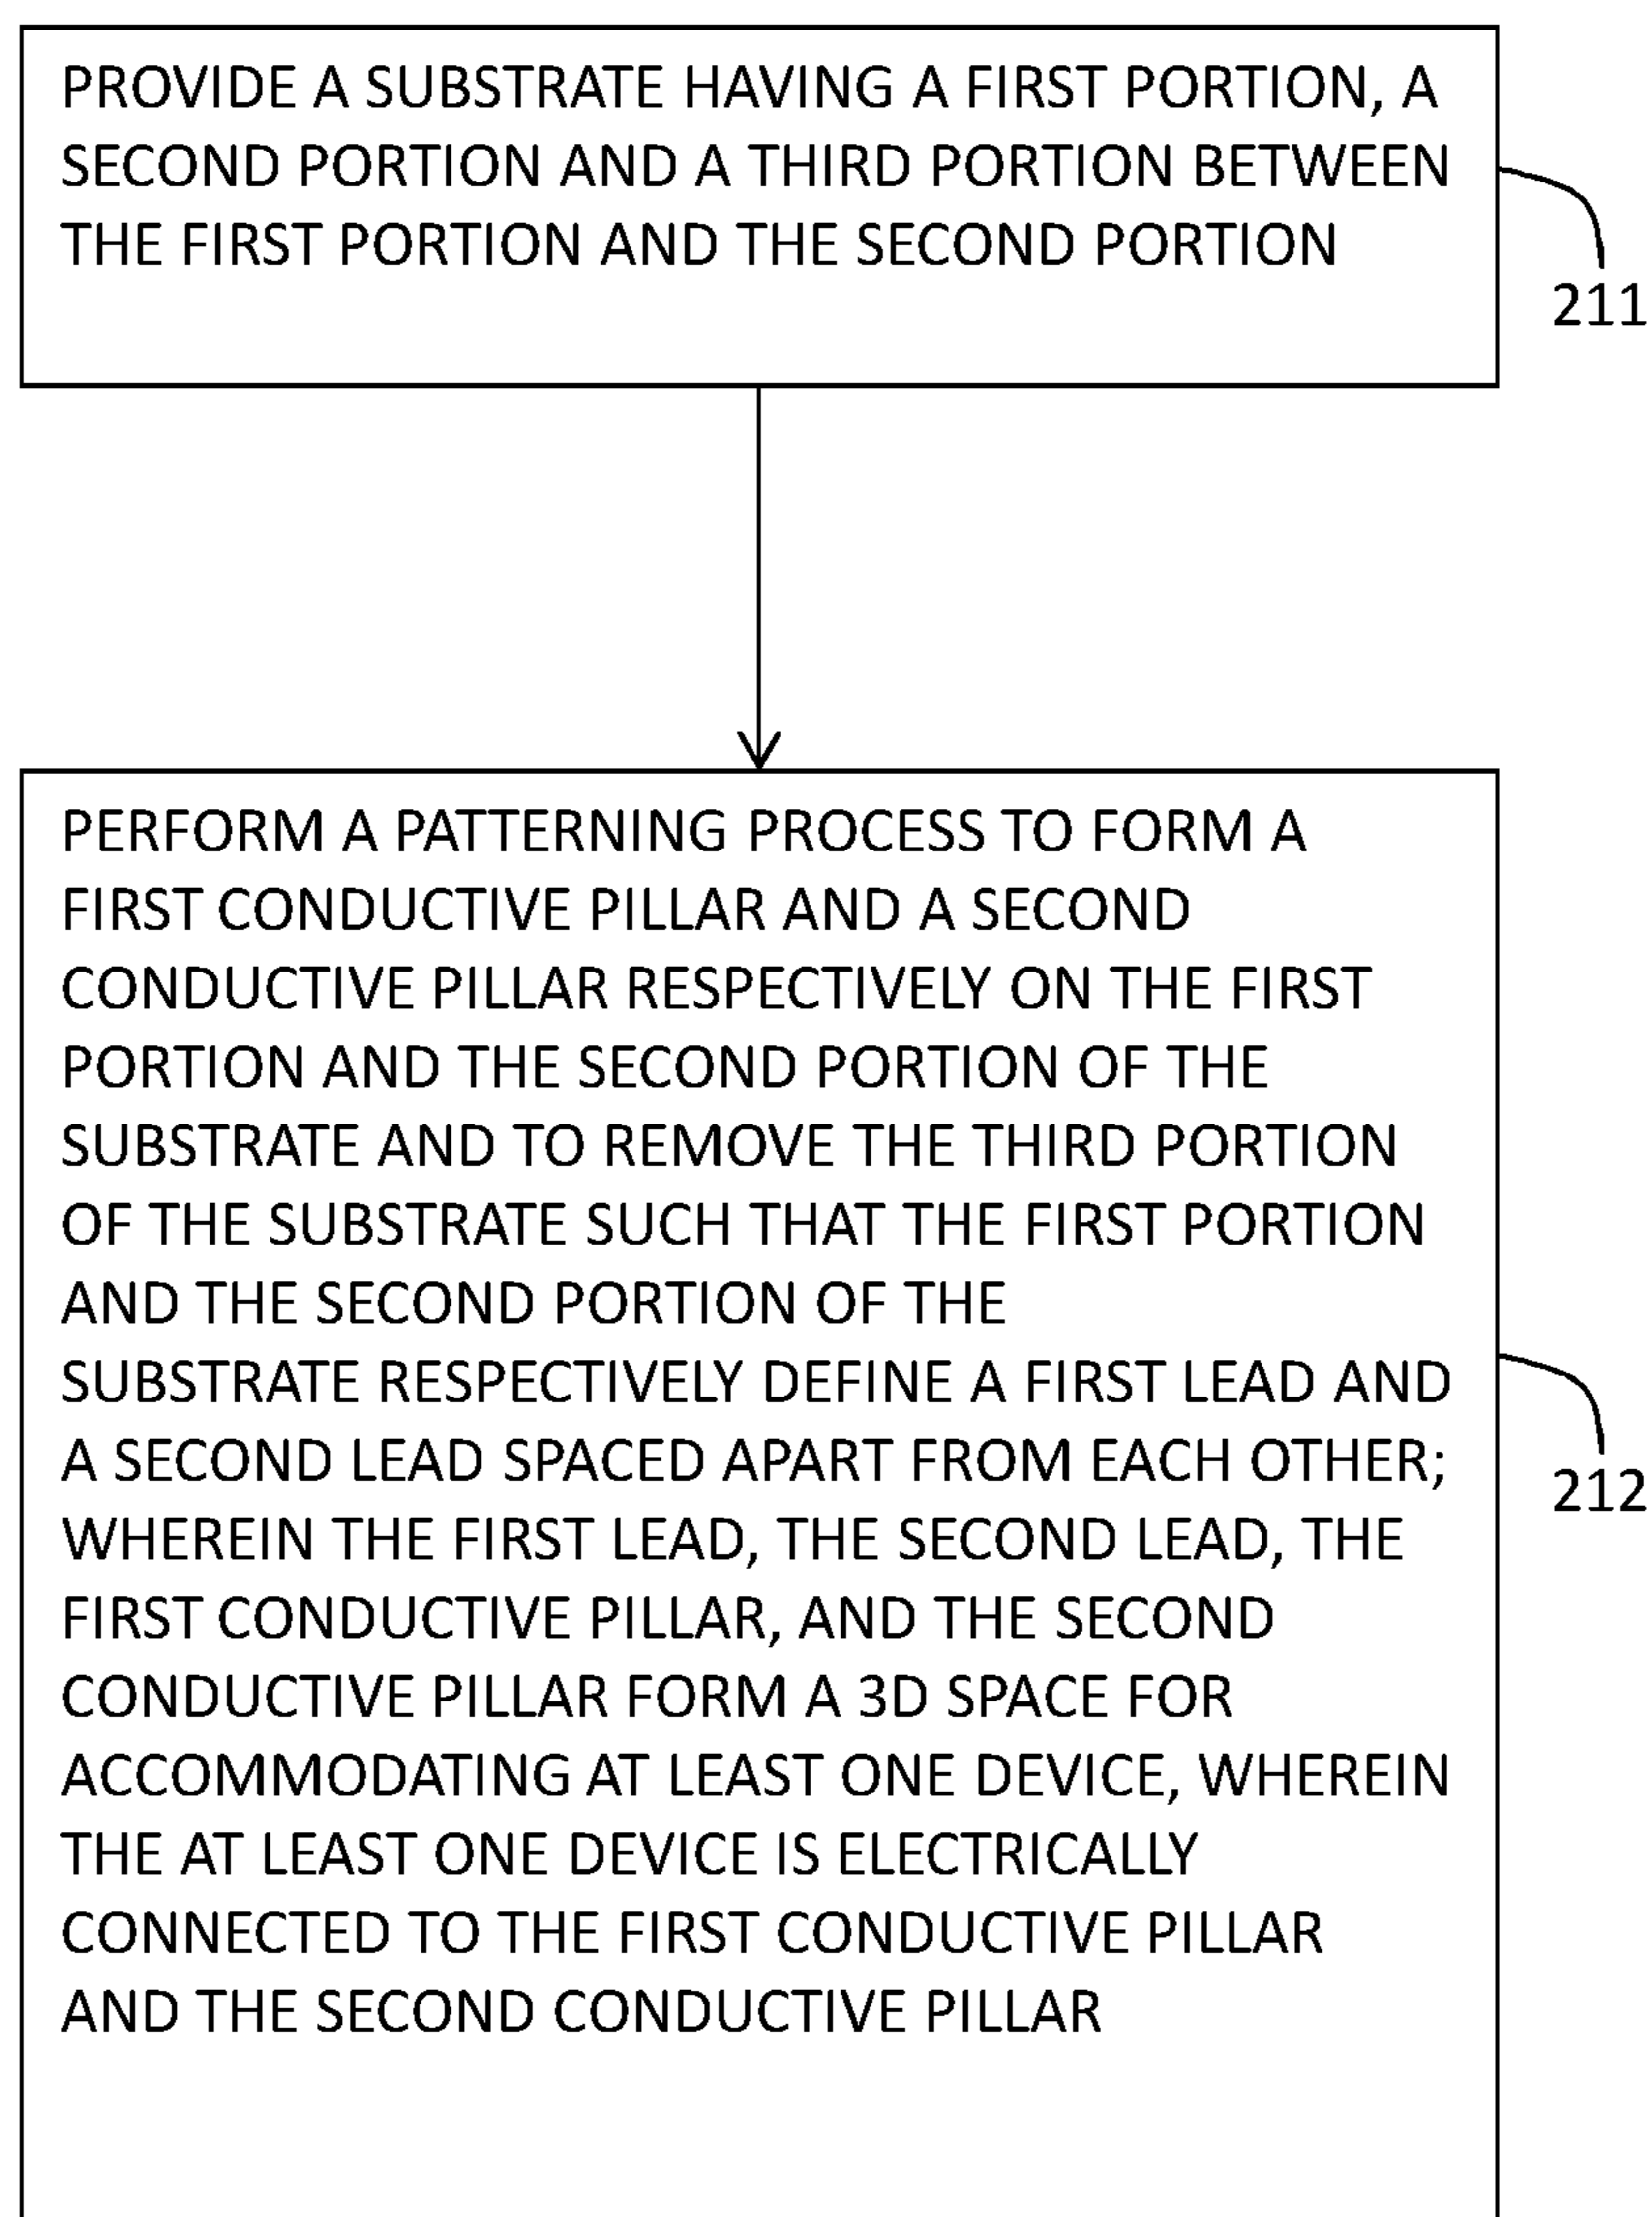 PROVIDE A SUBSTRATE HAVING A FIRST PORTION, A
SECOND PORTION AND A THIRD PORTION BETWEEN
THE FIRST PORTION AND THE SECOND PORTION
211
PERFORM A PATTERNING PROCESS TO FORM A
FIRST CONDUCTIVE PILLAR AND A SECOND
CONDUCTIVE PILLAR RESPECTIVELY ON THE FIRST
PORTION AND THE SECOND PORTION OF THE
SUBSTRATE AND TO REMOVE THE THIRD PORTION
OF THE SUBSTRATE SUCH THAT THE FIRST PORTION
AND THE SECOND PORTION OF THE
SUBSTRATE RESPECTIVELY DEFINE A FIRST LEAD AND
A SECOND LEAD SPACED APART FROM EACH OTHER;
WHEREIN THE FIRST LEAD, THE SECOND LEAD, THE
FIRST CONDUCTIVE PILLAR, AND THE SECOND
CONDUCTIVE PILLAR FORM A 3D SPACE FOR
ACCOMMODATING AT LEAST ONE DEVICE, WHEREIN
THE AT LEAST ONE DEVICE IS ELECTRICALLY
CONNECTED TO THE FIRST CONDUCTIVE PILLAR
AND THE SECOND CONDUCTIVE PILLAR
212